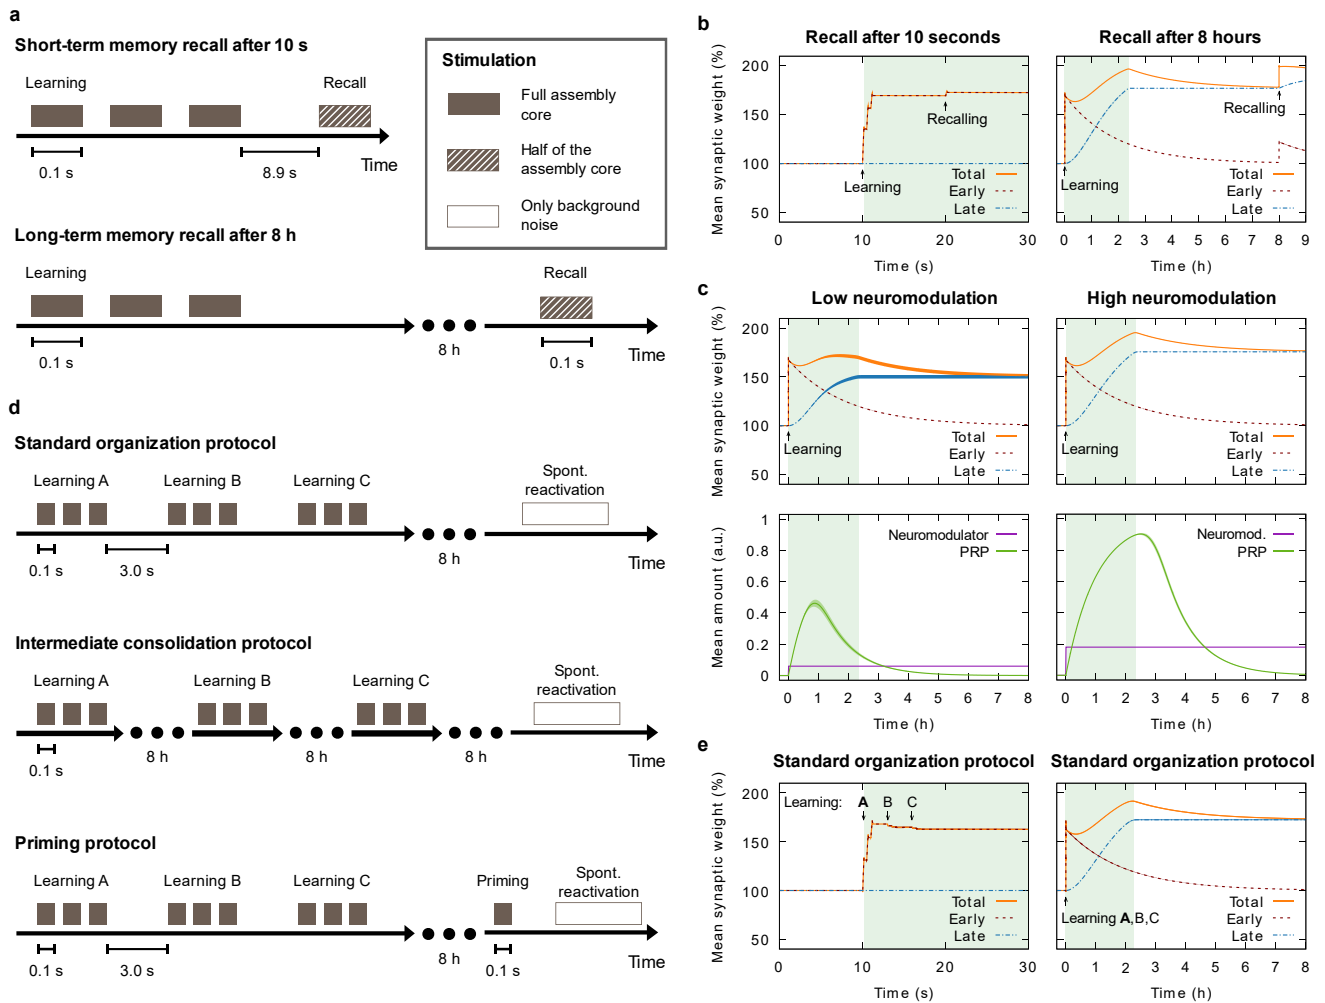 a
Short-term memory recall after 10 s
Learning
Recall
0.1 s
8.9 s
Time
Stimulation
Full assembly
core
Half of the
assembly core
Only background
noise
Long-term memory recall after 8 h
Learning
Recall
0.1 s
8 h
0.1 s
Time
b
Recall after 10 seconds
Mean synaptic weight (%)
200
150
100
50
Learning
Recalling
Total
Early
Late
0
10
20
30
Time (s)
Recall after 8 hours
Recalling
Learning
Total
Early
Late
0 1 2 3 4 5 6 7 8 9
Time (h)
c
Low neuromodulation
Mean synaptic weight (%)
200
150
100
50
Learning
Total
Early
Late
High neuromodulation
Learning
Total
Early
Late
Mean amount (a.u.)
1
0.8
0.6
0.4
0.2
0
Neuromodulator
PRP
0 1 2 3 4 5 6 7 8
Time (h)
Neuromod.
PRP
0 1 2 3 4 5 6 7 8
Time (h)
d
Standard organization protocol
Learning A
Learning B
Learning C
Spont.
reactivation
0.1 s
3.0 s
8 h
Time
Intermediate consolidation protocol
Learning A
Learning B
Learning C
Spont.
reactivation
0.1 s
8 h
8 h
8 h
Time
Priming protocol
Learning A
Learning B
Learning C
Priming
Spont.
reactivation
0.1 s
3.0 s
8 h
0.1 s
Time
e
Standard organization protocol
Mean synaptic weight (%)
200
150
100
50
Learning: A B C
Total
Early
Late
0
10
20
30
Time (s)
Standard organization protocol
Learning A,B,C
Total
Early
Late
0 1 2 3 4 5 6 7 8
Time (h)